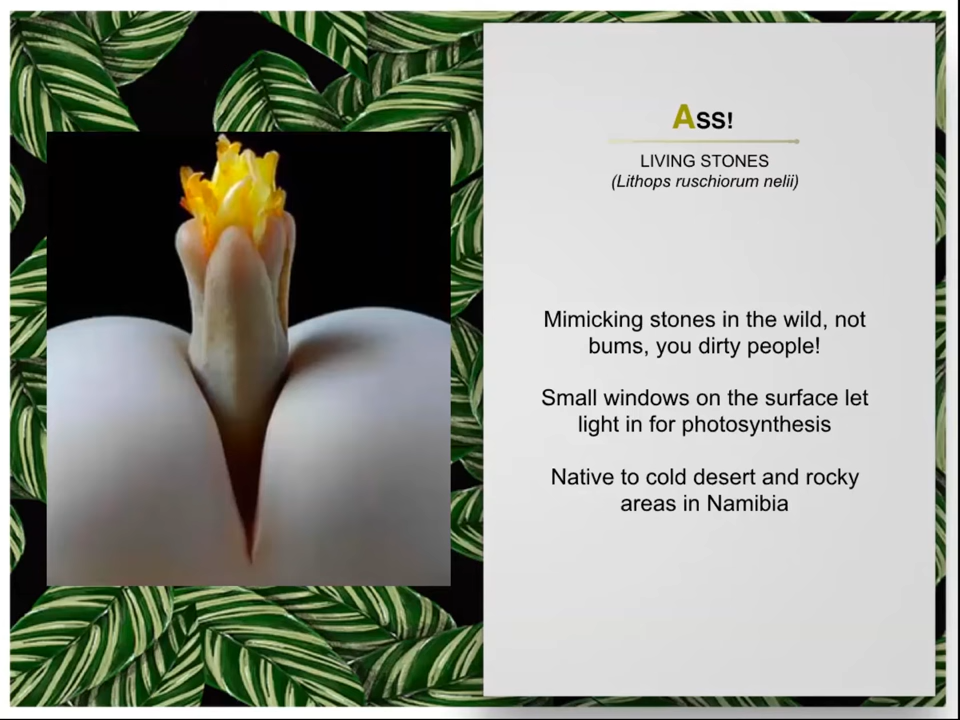 Ass!
LIVING STONES
(Lithops ruschiorum nelii)
Mimicking stones in the wild, not
bums, you dirty people!
Small windows on the surface let
light in for photosynthesis
Native to cold desert and rocky
areas in Namibia